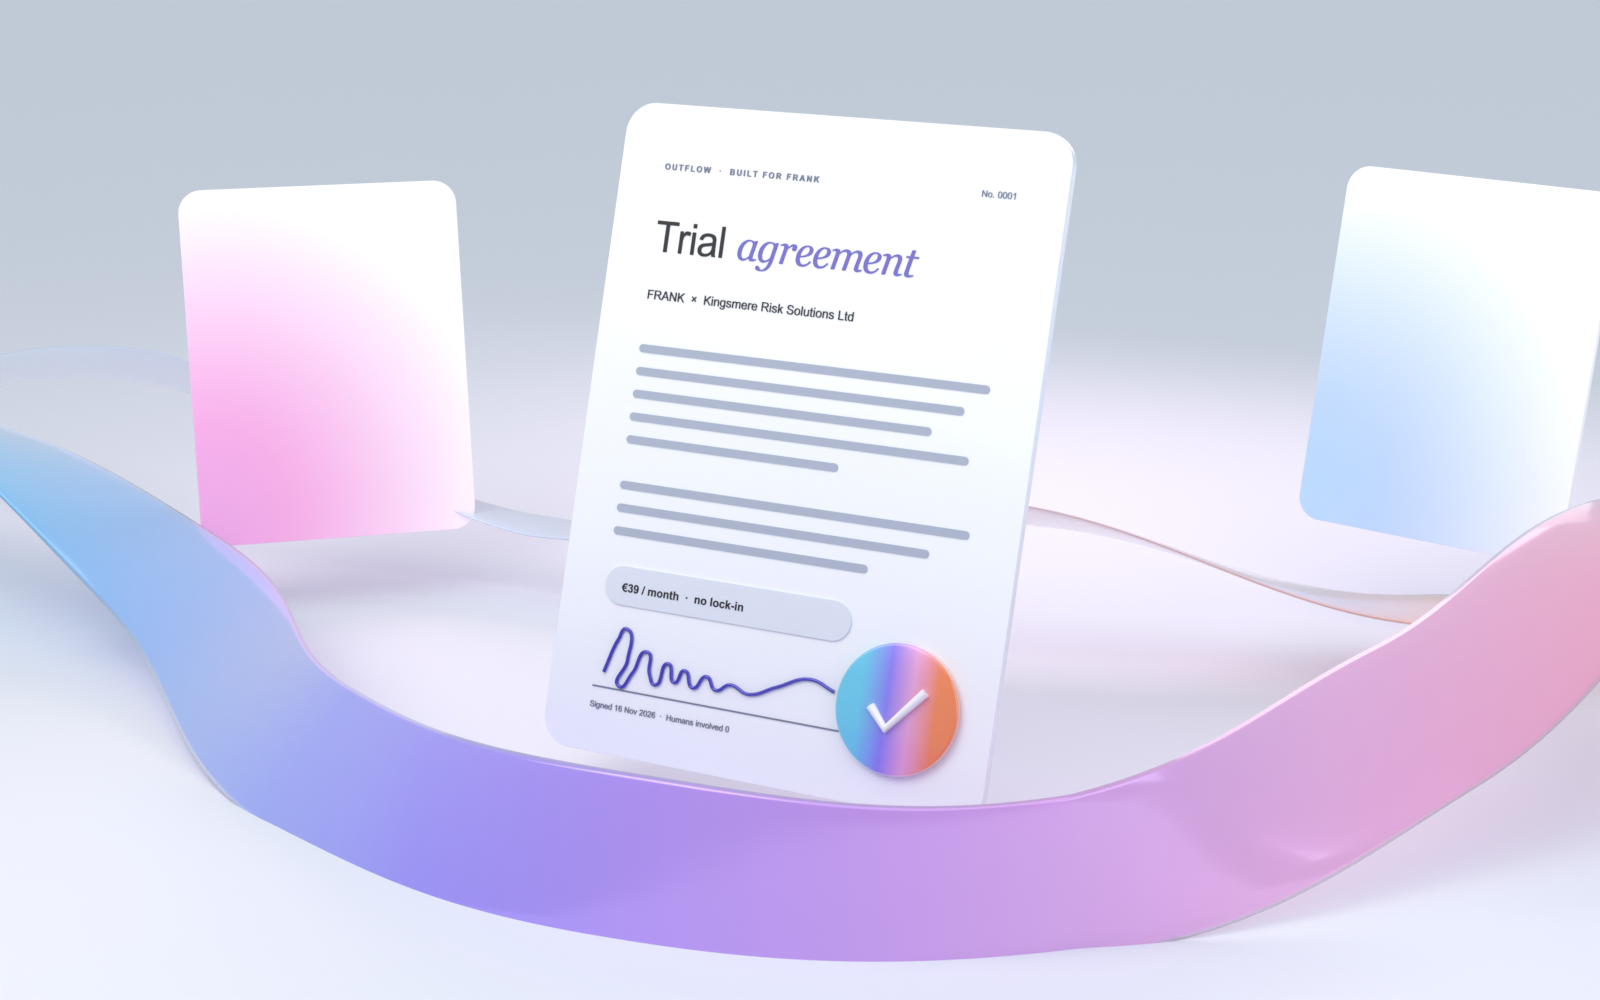 OUTFLOW · BUILT FOR FRANK
No. 0001
Trial agreement
FRANK × Kingsmere Risk Solutions Ltd
€39 / month · no lock-in
Signed 16 Nov 2026 · Humans involved 0